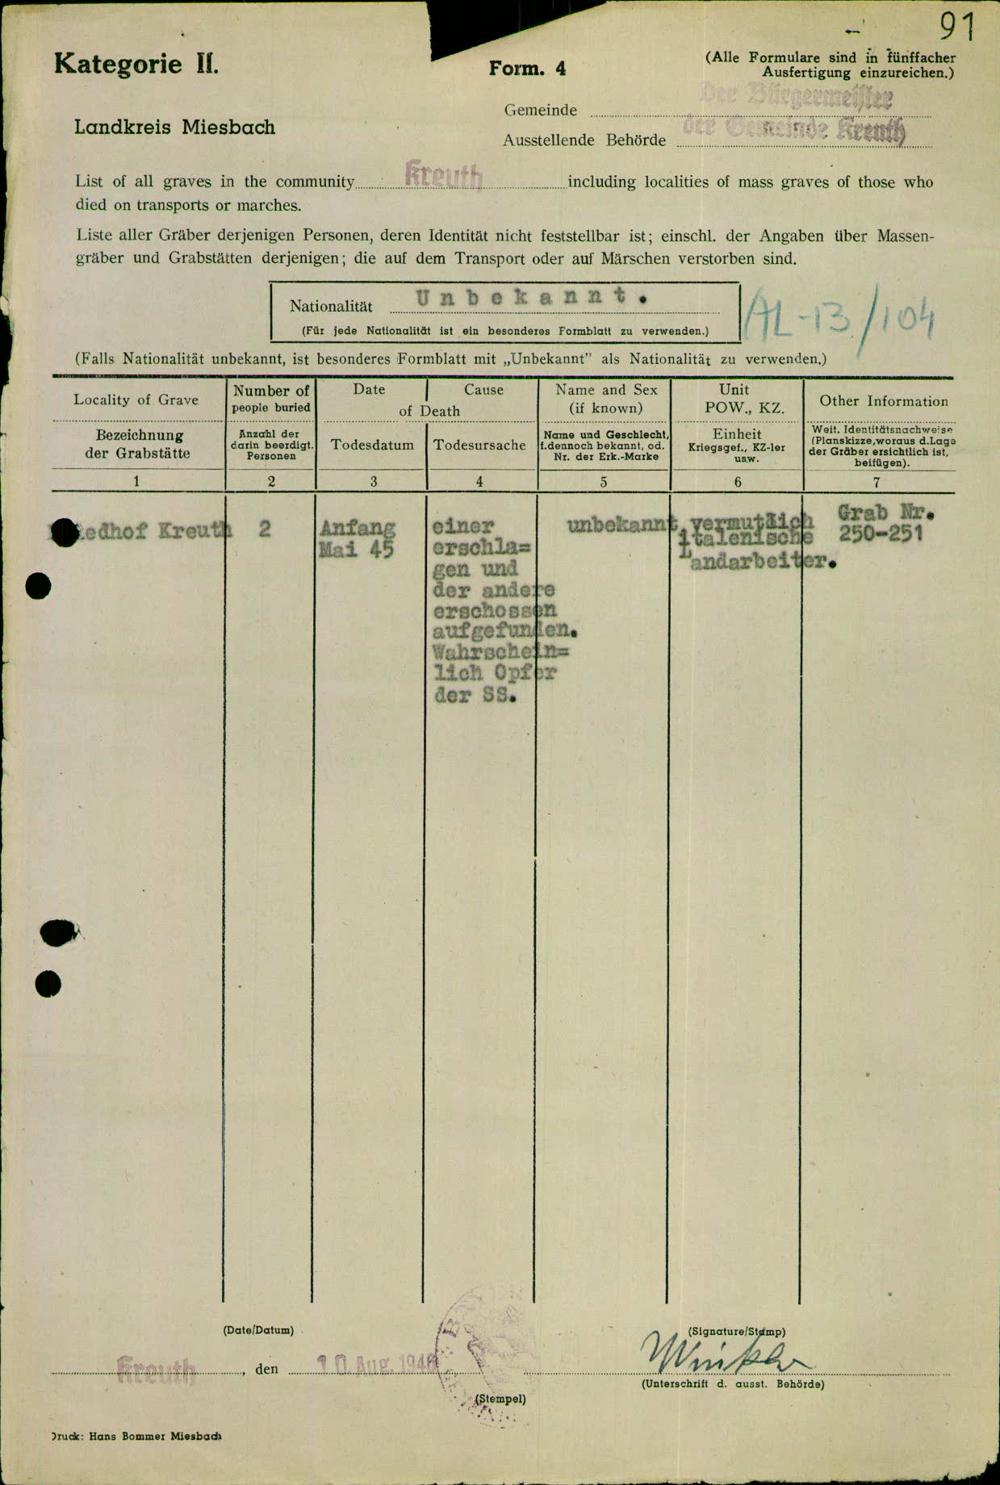 91
Kategorie II.
Form. 4
(Alle Formulare sind in fünffacher
Ausfertigung einzureichen.)
Landkreis Miesbach
Gemeinde Der Bürgermeister
Ausstellende Behörde der Gemeinde Kreuth
List of all graves in the community Kreuth including localities of mass graves of those who
died on transports or marches.
Liste aller Gräber derjenigen Personen, deren Identität nicht feststellbar ist; einschl. der Angaben über Massen-
gräber und Grabstätten derjenigen; die auf dem Transport oder auf Märschen verstorben sind.
Nationalität Unbekannt.
(Für jede Nationalität ist ein besonderes Formblatt zu verwenden.)
AL-13/104
(Falls Nationalität unbekannt, ist besonderes Formblatt mit „Unbekannt" als Nationalität zu verwenden.)
Locality of Grave
Bezeichnung
der Grabstätte
1
Number of
people buried
Anzahl der
darin beerdigt.
Personen
2
Date Cause
of Death
Todesdatum Todesursache
3 4
Name and Sex
(if known)
Name und Geschlecht,
f.dennoch bekannt, od.
Nr. der Erk.-Marke
5
Unit
POW., KZ.
Einheit
Kriegsgef., KZ-ler
usw.
6
Other Information
Weit. Identitätsnachweise
(Planskizze,woraus d.Lage
der Gräber ersichtlich ist,
beifügen).
7
edhof Kreuth
2
Anfang
Mai 45
einer
erschla=
gen und
der andere
erschossen
aufgefunden.
Wahrschein=
lich Opfer
der SS.
unbekannt
vermutlich
italenische
Landarbeiter.
Grab Nr.
250-251
(Date/Datum)
Kreuth, den 10 Aug. 1946
(Stempel)
(Signature/Stamp)
Winkler
(Unterschrift d. ausst. Behörde)
Druck: Hans Bommer Miesbach